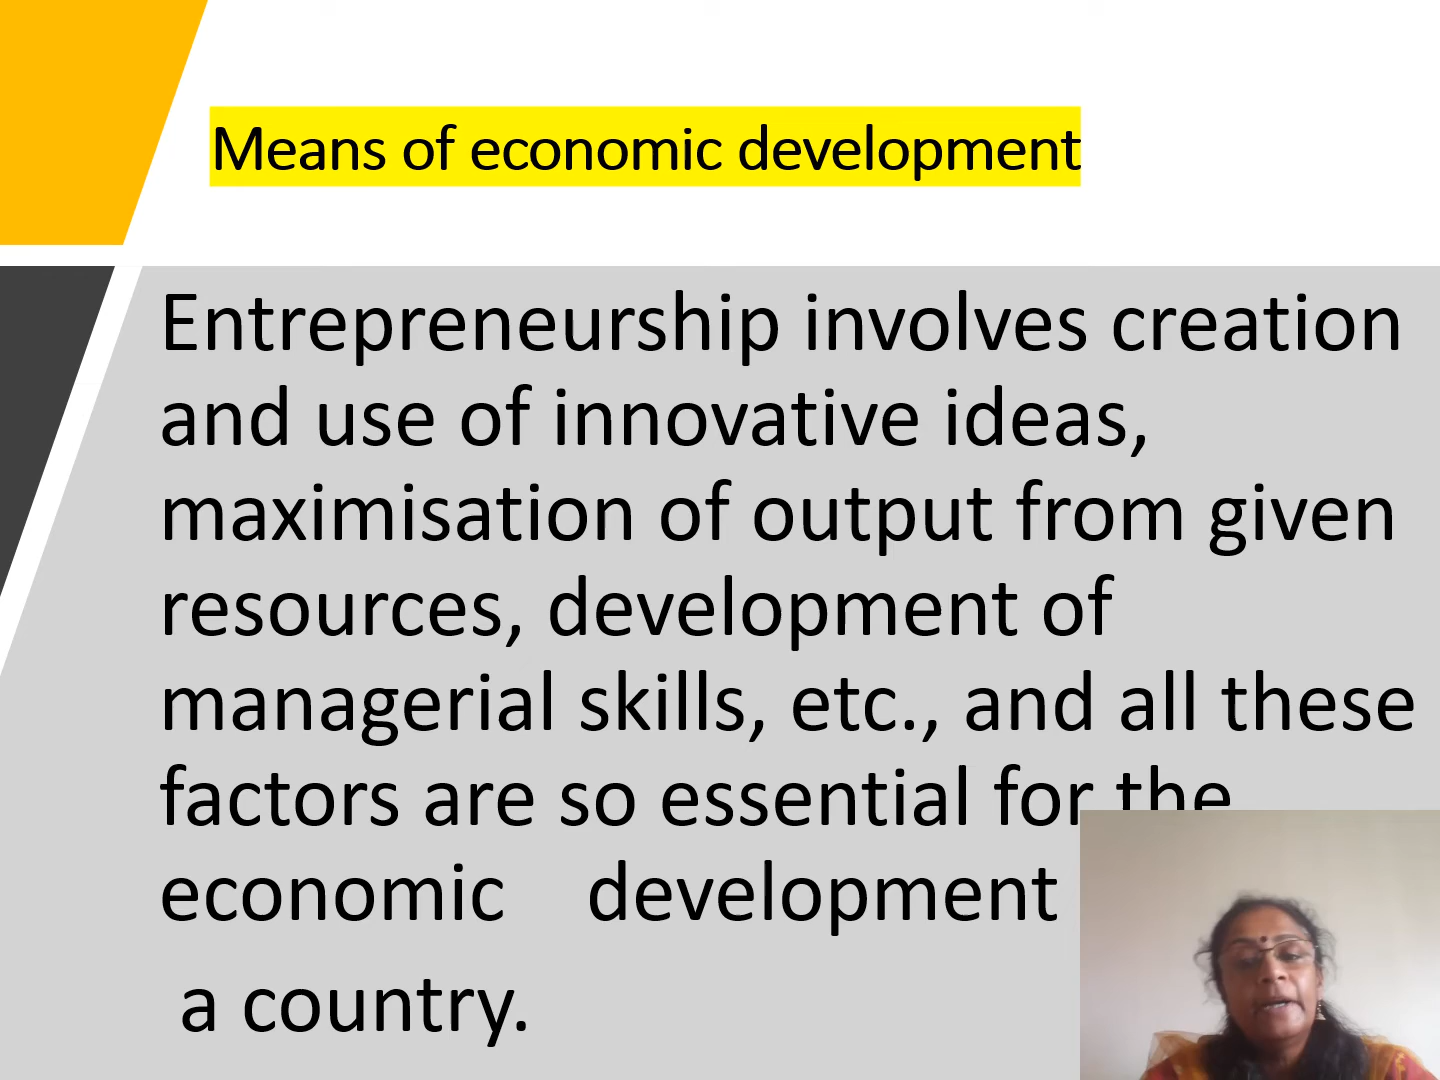 Means of economic development
Entrepreneurship involves creation
and use of innovative ideas,
maximisation of output from given
resources, development of
managerial skills, etc., and all these
factors are so essential for the
economic development
a country.